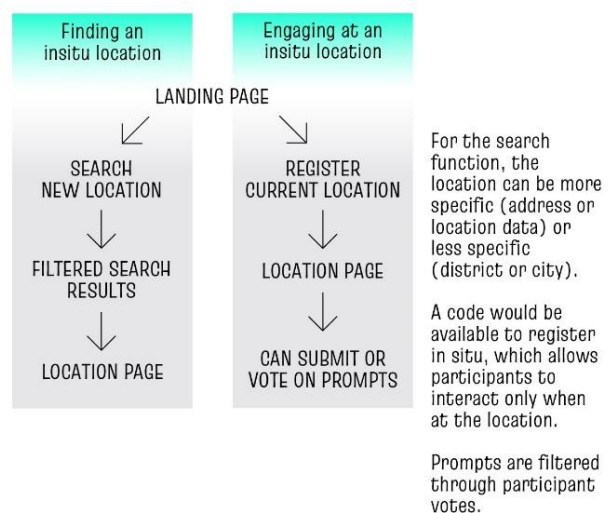 Finding an
insitu location
Engaging at an
insitu location
LANDING PAGE
SEARCH
NEW LOCATION
FILTERED SEARCH
RESULTS
LOCATION PAGE
REGISTER
CURRENT LOCATION
LOCATION PAGE
CAN SUBMIT OR
VOTE ON PROMPTS
For the search
function, the
location can be more
specific (address or
location data) or
less specific
(district or city).
A code would be
available to register
in situ, which allows
participants to
interact only when
at the location.
Prompts are filtered
through participant
votes.